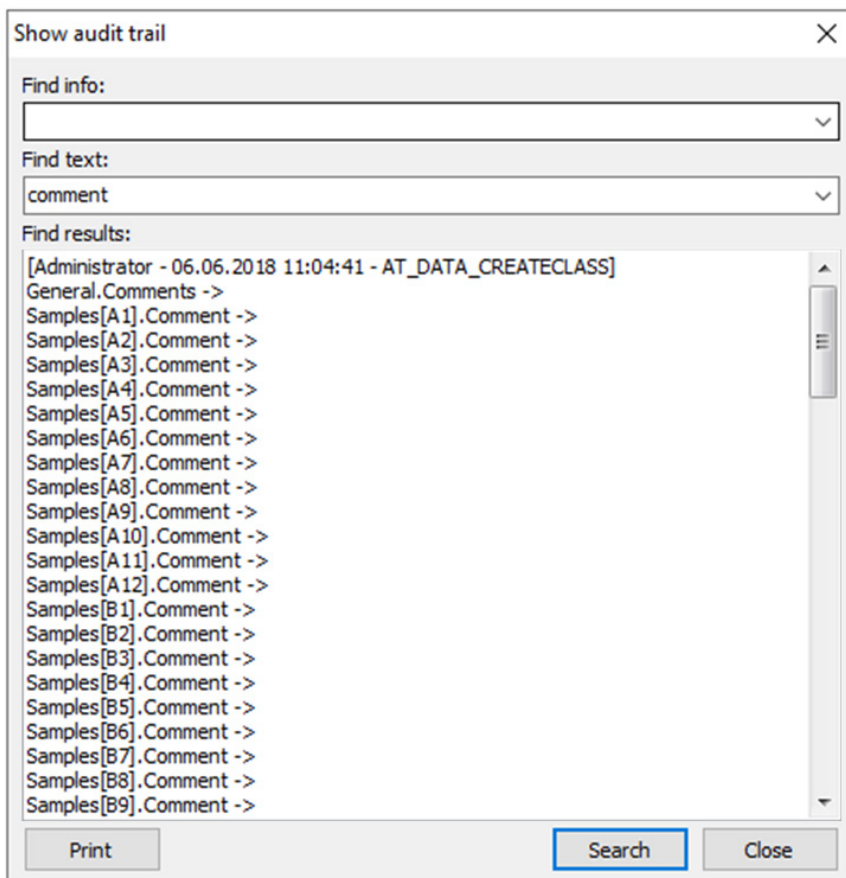 Show audit trail
Find info:
Find text:
comment
Find results:
[Administrator - 06.06.2018 11:04:41 - AT_DATA_CREATECLASS]
General.Comments ->
Samples[A1].Comment ->
Samples[A2].Comment ->
Samples[A3].Comment ->
Samples[A4].Comment ->
Samples[A5].Comment ->
Samples[A6].Comment ->
Samples[A7].Comment ->
Samples[A8].Comment ->
Samples[A9].Comment ->
Samples[A10].Comment ->
Samples[A11].Comment ->
Samples[A12].Comment ->
Samples[B1].Comment ->
Samples[B2].Comment ->
Samples[B3].Comment ->
Samples[B4].Comment ->
Samples[B5].Comment ->
Samples[B6].Comment ->
Samples[B7].Comment ->
Samples[B8].Comment ->
Samples[B9].Comment ->
Print Search Close